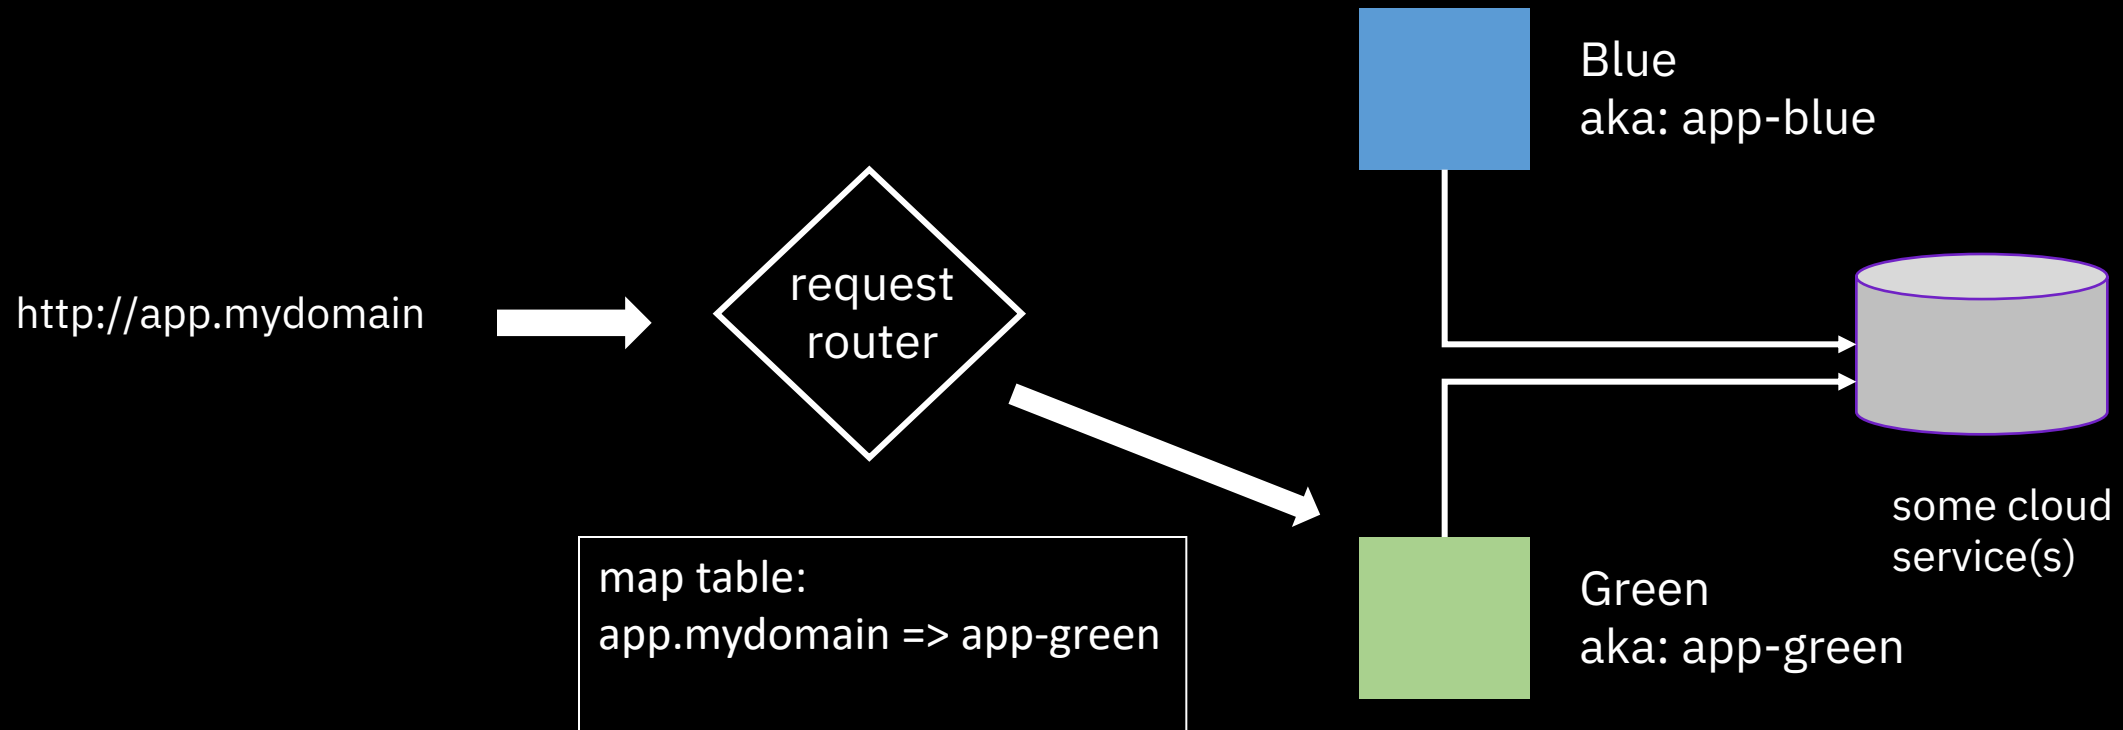 http://app.mydomain
request
router
map table:
app.mydomain => app-green
Blue
aka: app-blue
Green
aka: app-green
some cloud
service(s)